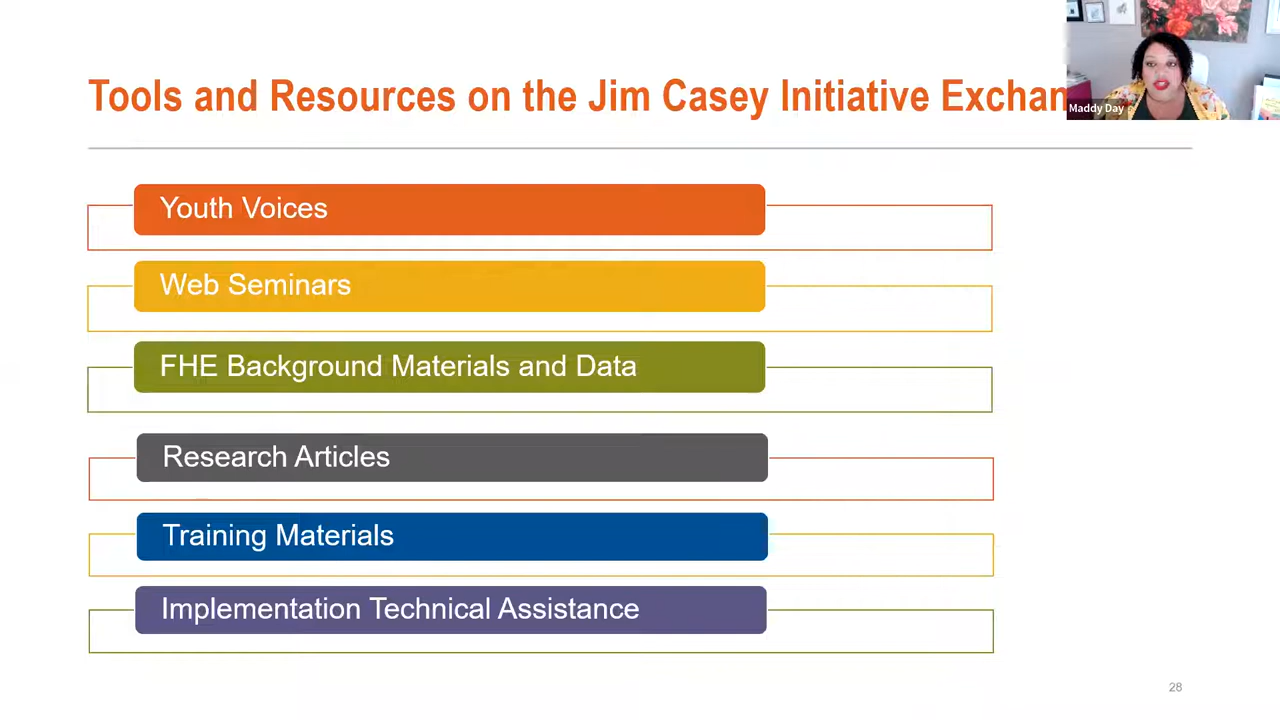 Tools and Resources on the Jim Casey Initiative Exchan
Maddy Day
Youth Voices
Web Seminars
FHE Background Materials and Data
Research Articles
Training Materials
Implementation Technical Assistance
28